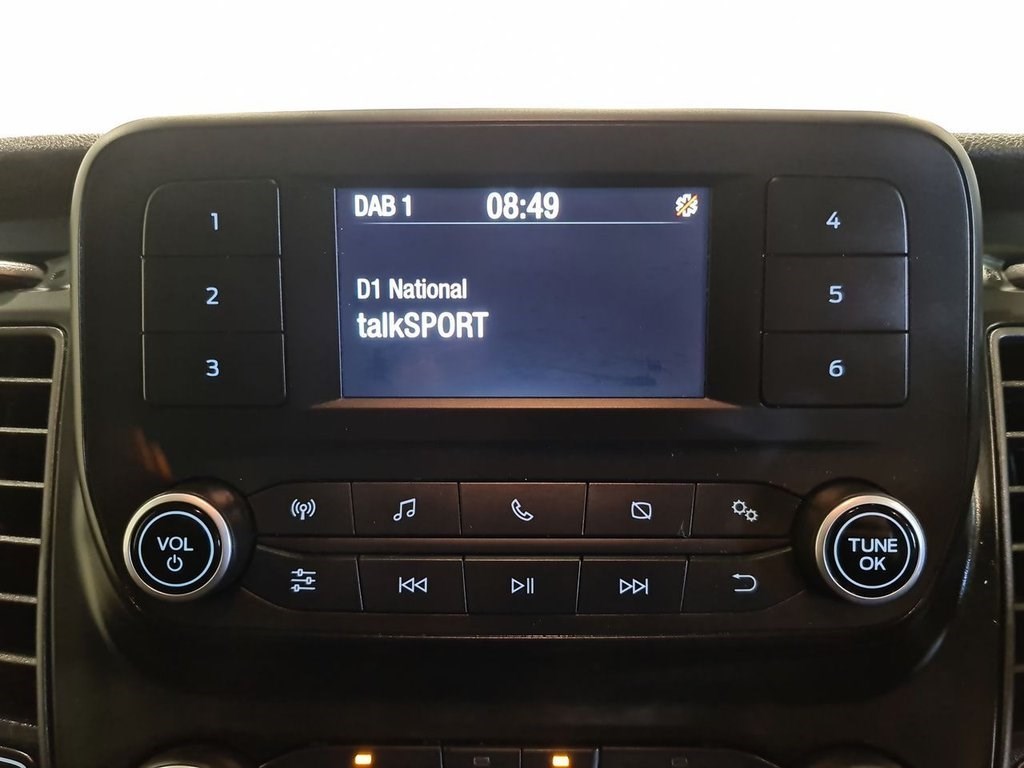 DAB 1 08:49
D1 National
talkSPORT
1
2
3
4
5
6
VOL
TUNE
OK